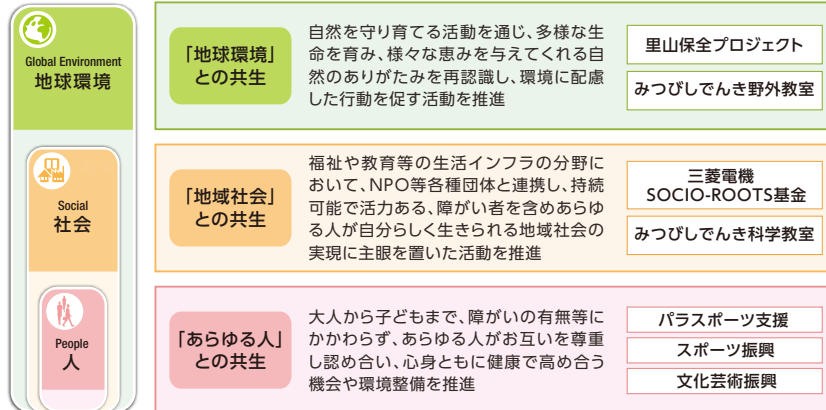 Global Environment
地球環境
「地球環境」
との共生
自然を守り育てる活動を通じ、多様な生
命を育み、様々な恵みを与えてくれる自
然のありがたみを再認識し、環境に配慮
した行動を促す活動を推進
里山保全プロジェクト
みつびしでんき野外教室
Social
社会
「地域社会」
との共生
福祉や教育等の生活インフラの分野に
おいて、NPO等各種団体と連携し、持続
可能で活力ある、障がい者を含めあらゆ
る人が自分らしく生きられる地域社会の
実現に主眼を置いた活動を推進
三菱電機
SOCIO-ROOTS基金
みつびしでんき科学教室
People
人
「あらゆる人」
との共生
大人から子どもまで、障がいの有無等に
かかわらず、あらゆる人がお互いを尊重
し認め合い、心身ともに健康で高め合う
機会や環境整備を推進
パラスポーツ支援
スポーツ振興
文化芸術振興